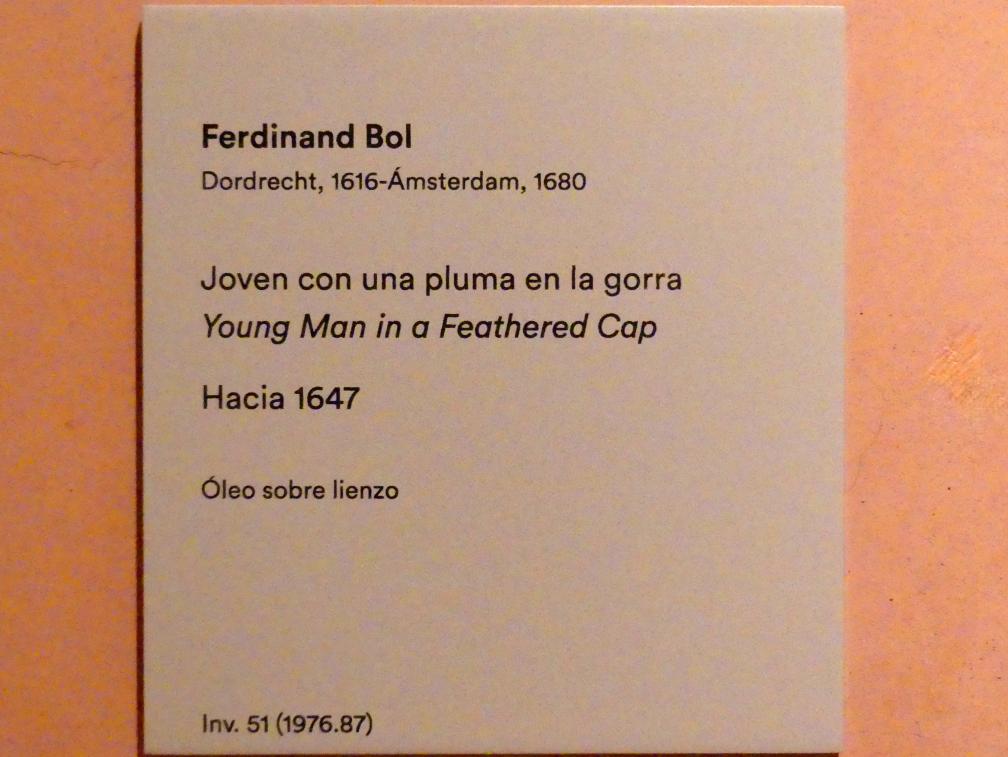 Ferdinand Bol
Dordrecht, 1616-Ámsterdam, 1680
Joven con una pluma en la gorra
Young Man in a Feathered Cap
Hacia 1647
Óleo sobre lienzo
Inv. 51 (1976.87)